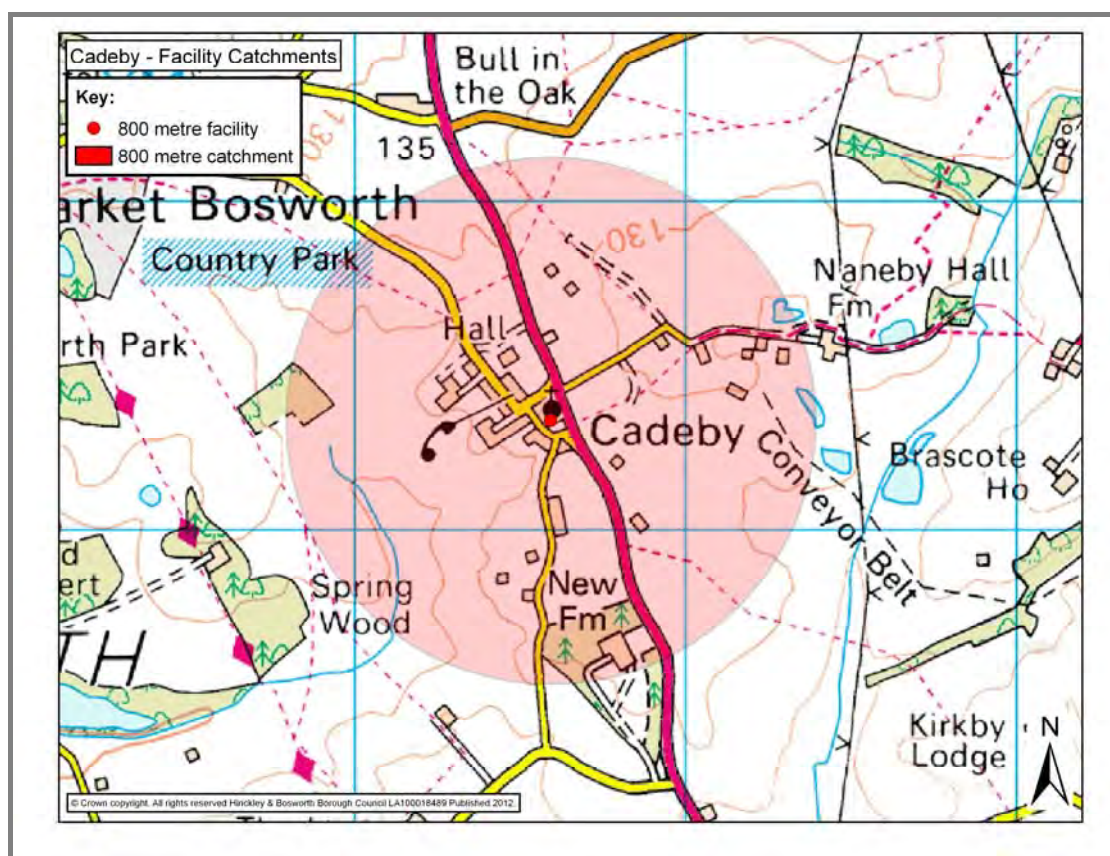 Cadeby - Facility Catchments
Key:
800 metre facility
800 metre catchment
Bull in
the Oak
135
130
arket Bosworth
Country Park
130
Naneby Hall
Fm
Hall
rth Park
Cadeby
Conveyor Belt
Brascote
Ho
d
ert
Spring
Wood
New
Fm
TH
Kirkby
Lodge
N
© Crown copyright. All rights reserved Hinckley & Bosworth Borough Council LA100018489 Published 2012.